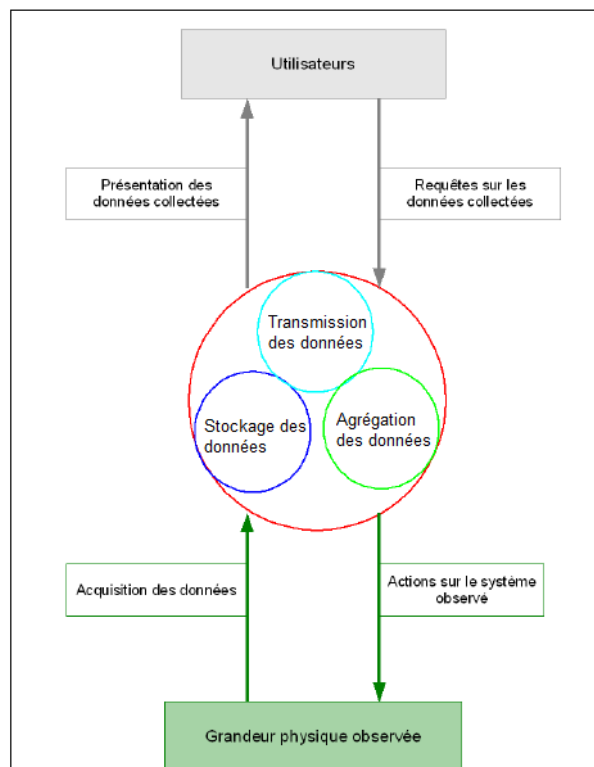 Utilisateurs
Présentation des
données collectées
Requêtes sur les
données collectées
Transmission
des données
Stockage des
données
Agrégation
des données
Acquisition des données
Actions sur le système
observé
Grandeur physique observée